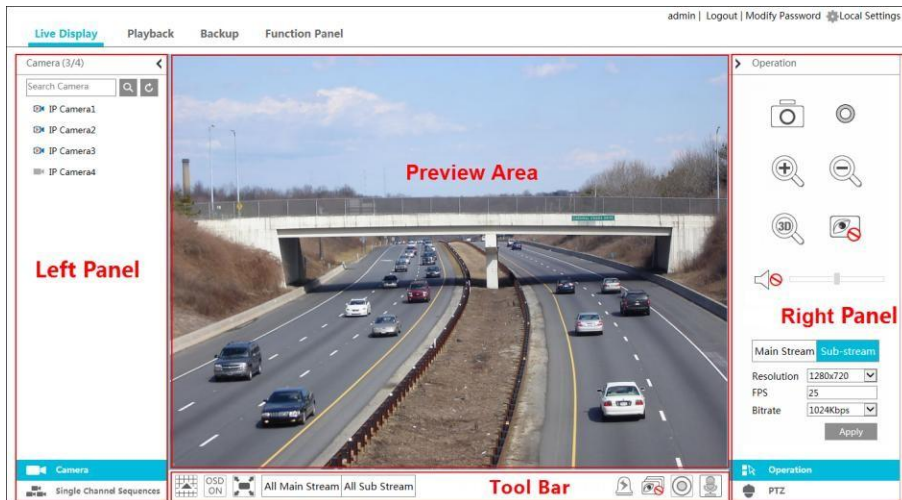 admin | Logout | Modify Password Local Settings
Live Display Playback Backup Function Panel
Camera (3/4)
Search Camera
IP Camera1
IP Camera2
IP Camera3
IP Camera4
Left Panel
Camera
Single Channel Sequences
Preview Area
OSD
ON
All Main Stream All Sub Stream
Tool Bar
Operation
3D
Right Panel
Main Stream Sub-stream
Resolution 1280x720
FPS 25
Bitrate 1024Kbps
Apply
Operation
PTZ